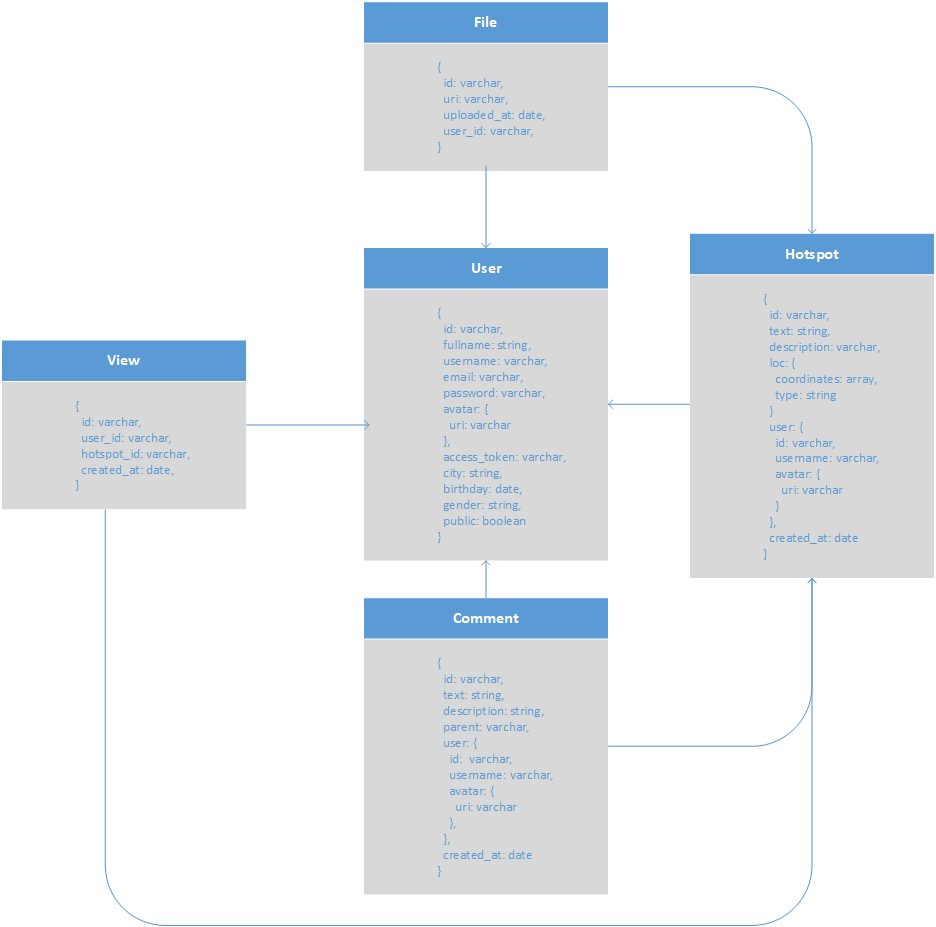 File
{
id: varchar,
uri: varchar,
uploaded_at: date,
user_id: varchar,
}
User
{
id: varchar,
fullname: string,
username: varchar,
email: varchar,
password: varchar,
avatar: {
uri: varchar
},
access_token: varchar,
city: string,
birthday: date,
gender: string,
public: boolean
}
Hotspot
{
id: varchar,
text: string,
description: varchar,
loc: {
coordinates: array,
type: string
}
user: {
id: varchar,
username: varchar,
avatar: {
uri: varchar
}
},
created_at: date
}
View
{
id: varchar,
user_id: varchar,
hotspot_id: varchar,
created_at: date,
}
Comment
{
id: varchar,
text: string,
description: string,
parent: varchar,
user: {
id:  varchar,
username: varchar,
avatar: {
uri: varchar
},
},
created_at: date
}